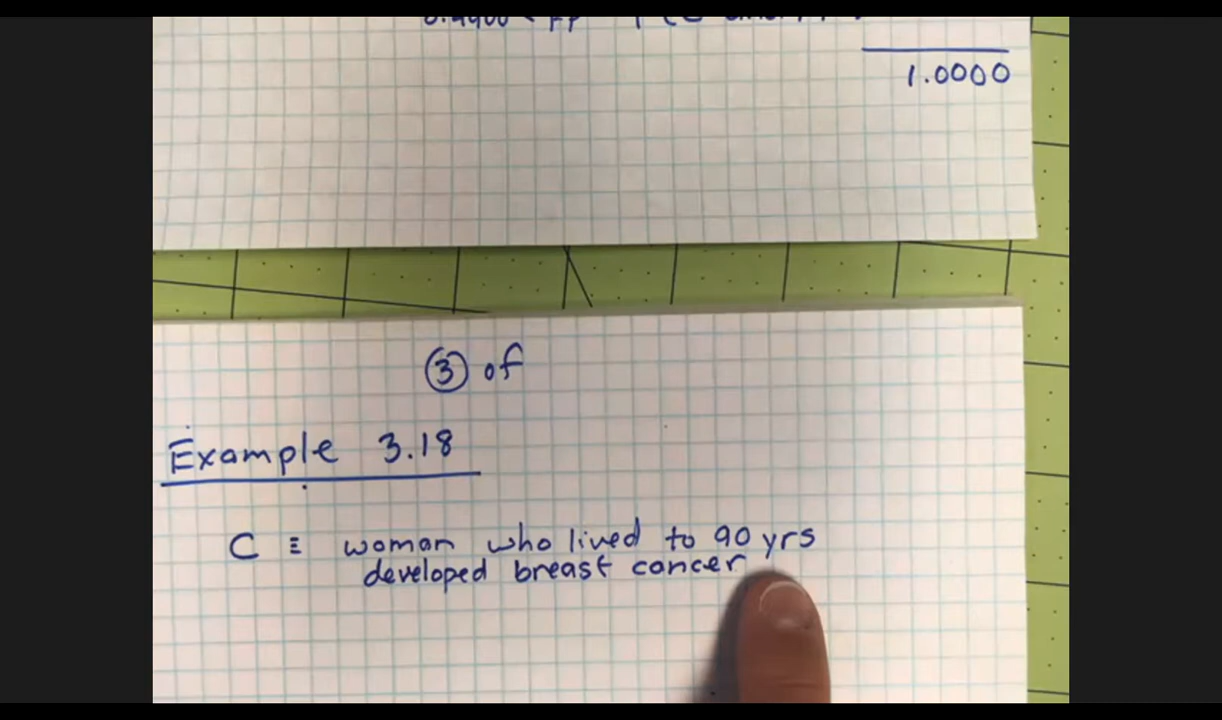 1.0000
③ of
Example 3.18
C ≡ woman who lived to 90 yrs
developed breast cancer